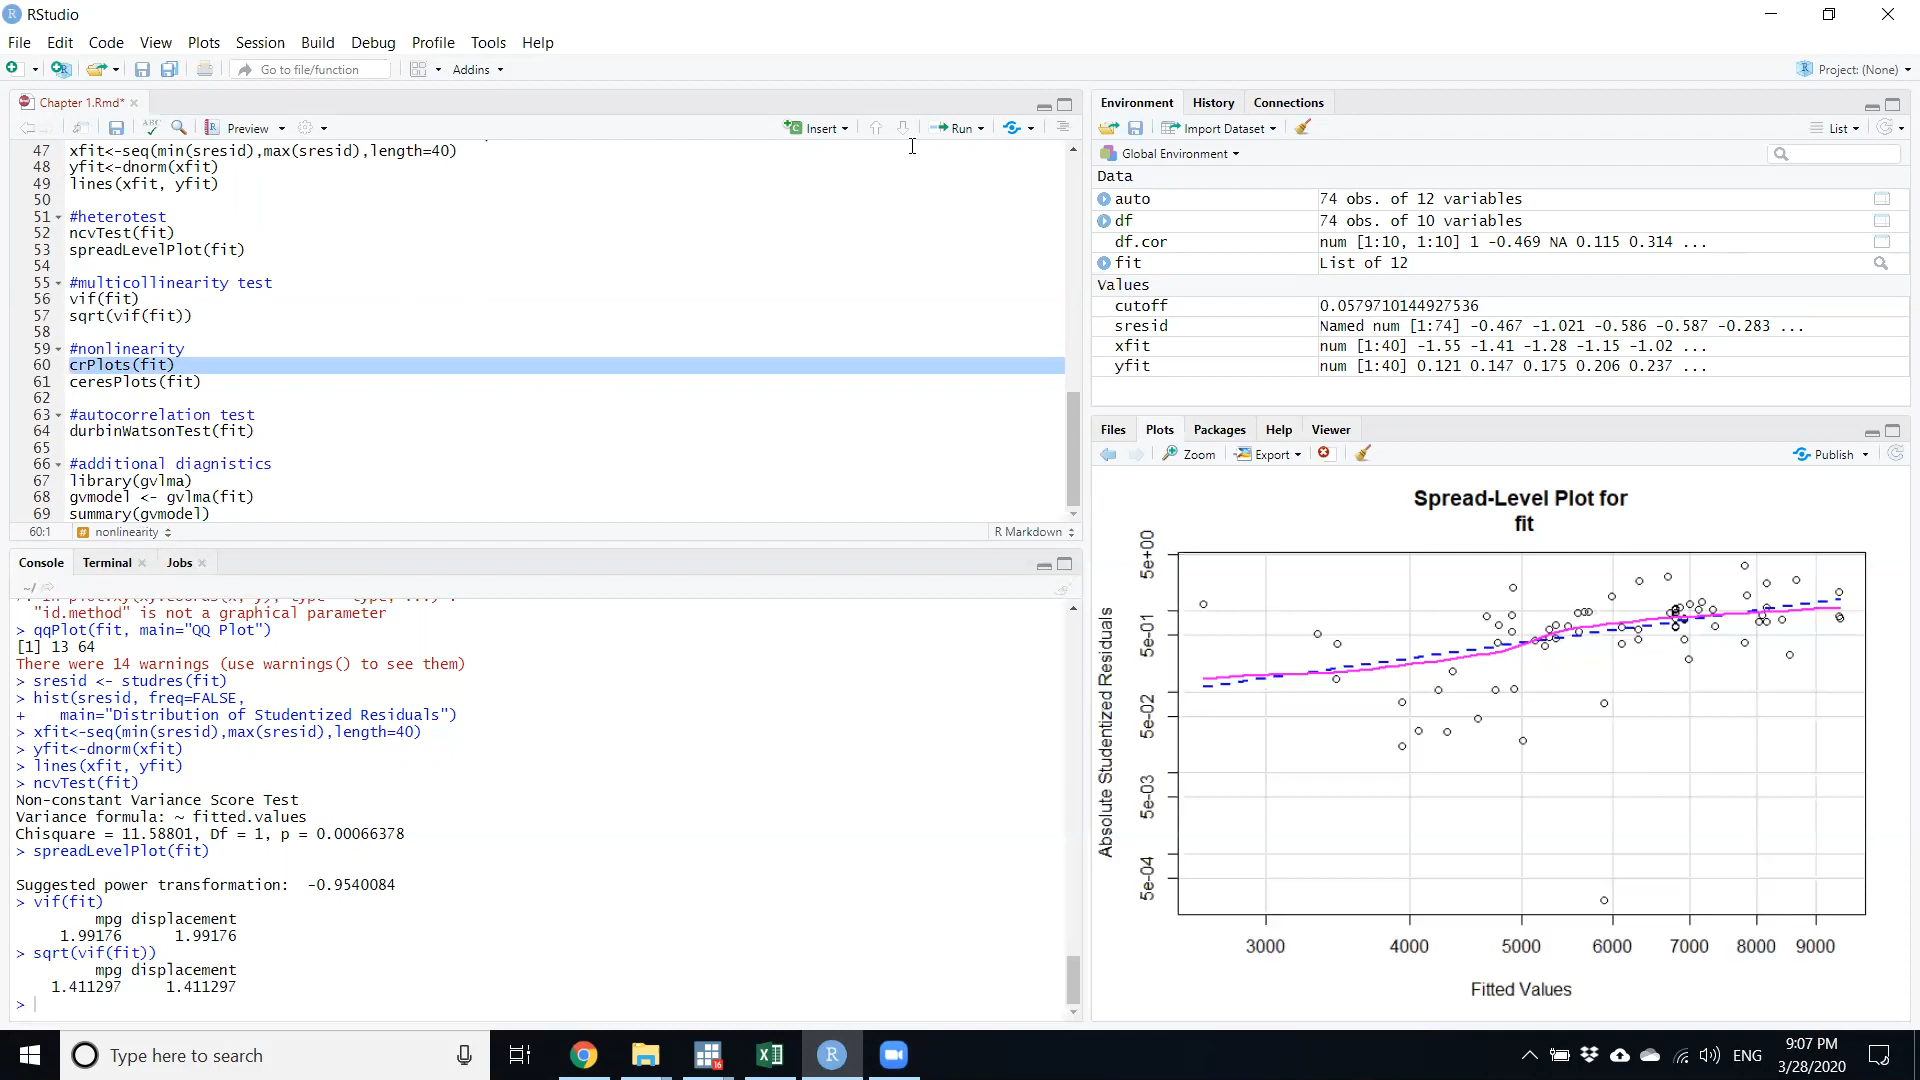 RStudio
File Edit Code View Plots Session Build Debug Profile Tools Help
Go to file/function Addins Project: (None)
Chapter 1.Rmd*
ABC Preview Insert Run
47 xfit<-seq(min(sresid),max(sresid),length=40)
48 yfit<-dnorm(xfit)
49 lines(xfit, yfit)
50
51 #heterotest
52 ncvTest(fit)
53 spreadLevelPlot(fit)
54
55 #multicollinearity test
56 vif(fit)
57 sqrt(vif(fit))
58
59 #nonlinearity
60 crPlots(fit)
61 ceresPlots(fit)
62
63 #autocorrelation test
64 durbinWatsonTest(fit)
65
66 #additional diagnostics
67 library(gvlma)
68 gvmodel <- gvlma(fit)
69 summary(gvmodel)
60:1 # nonlinearity R Markdown
Console Terminal Jobs
~/
"id.method" is not a graphical parameter
> qqPlot(fit, main="QQ Plot")
[1] 13 64
There were 14 warnings (use warnings() to see them)
> sresid <- studres(fit)
> hist(sresid, freq=FALSE,
+ main="Distribution of Studentized Residuals")
> xfit<-seq(min(sresid),max(sresid),length=40)
> yfit<-dnorm(xfit)
> lines(xfit, yfit)
> ncvTest(fit)
Non-constant Variance Score Test
Variance formula: ~ fitted.values
Chisquare = 11.58801, Df = 1, p = 0.00066378
> spreadLevelPlot(fit)
Suggested power transformation: -0.9540084
> vif(fit)
mpg displacement
1.99176 1.99176
> sqrt(vif(fit))
mpg displacement
1.411297 1.411297
>
Environment History Connections
Import Dataset List
Global Environment
Data
auto 74 obs. of 12 variables
df 74 obs. of 10 variables
df.cor num [1:10, 1:10] 1 -0.469 NA 0.115 0.314 ...
fit List of 12
Values
cutoff 0.0579710144927536
sresid Named num [1:74] -0.467 -1.021 -0.586 -0.587 -0.283 ...
xfit num [1:40] -1.55 -1.41 -1.28 -1.15 -1.02 ...
yfit num [1:40] 0.121 0.147 0.175 0.206 0.237 ...
Files Plots Packages Help Viewer
Zoom Export Publish
Spread-Level Plot for
fit
Absolute Studentized Residuals
5e+00
5e-01
5e-02
5e-03
5e-04
3000 4000 5000 6000 7000 8000 9000
Fitted Values
Type here to search
ENG
9:07 PM
3/28/2020